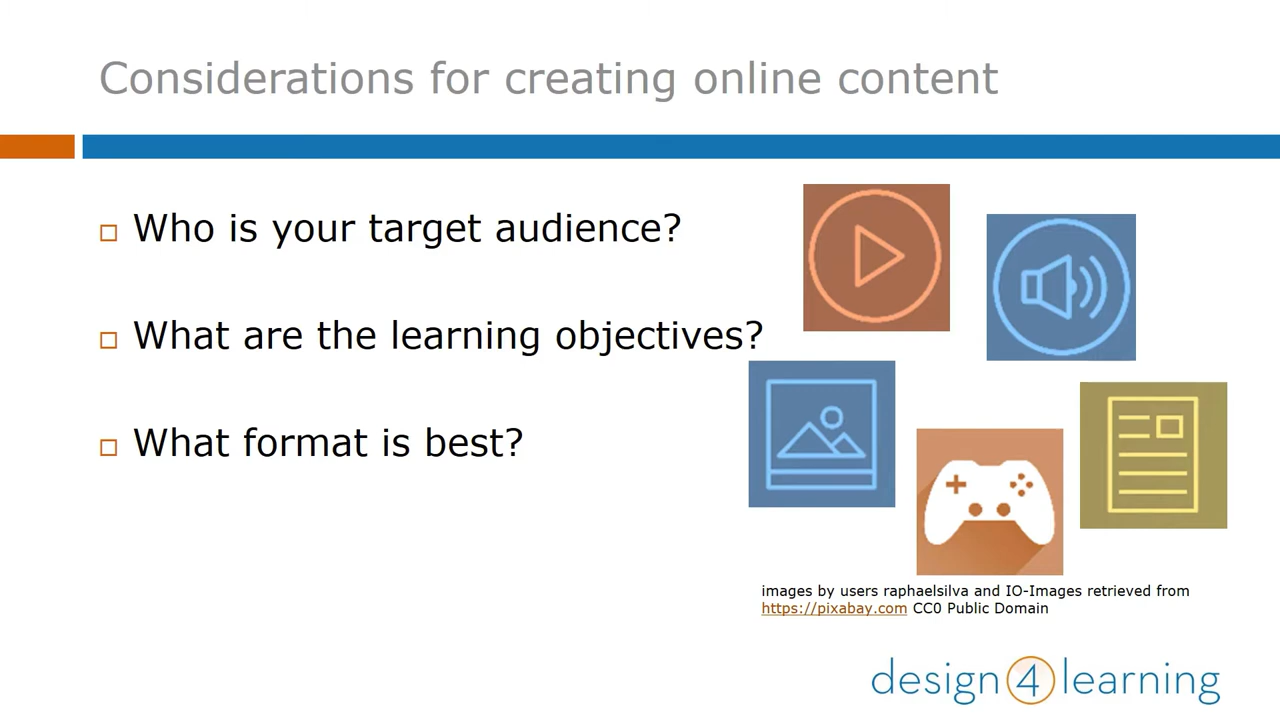 Considerations for creating online content
Who is your target audience?
What are the learning objectives?
What format is best?
images by users raphaelsilva and IO-Images retrieved from
https://pixabay.com CC0 Public Domain
design 4 learning